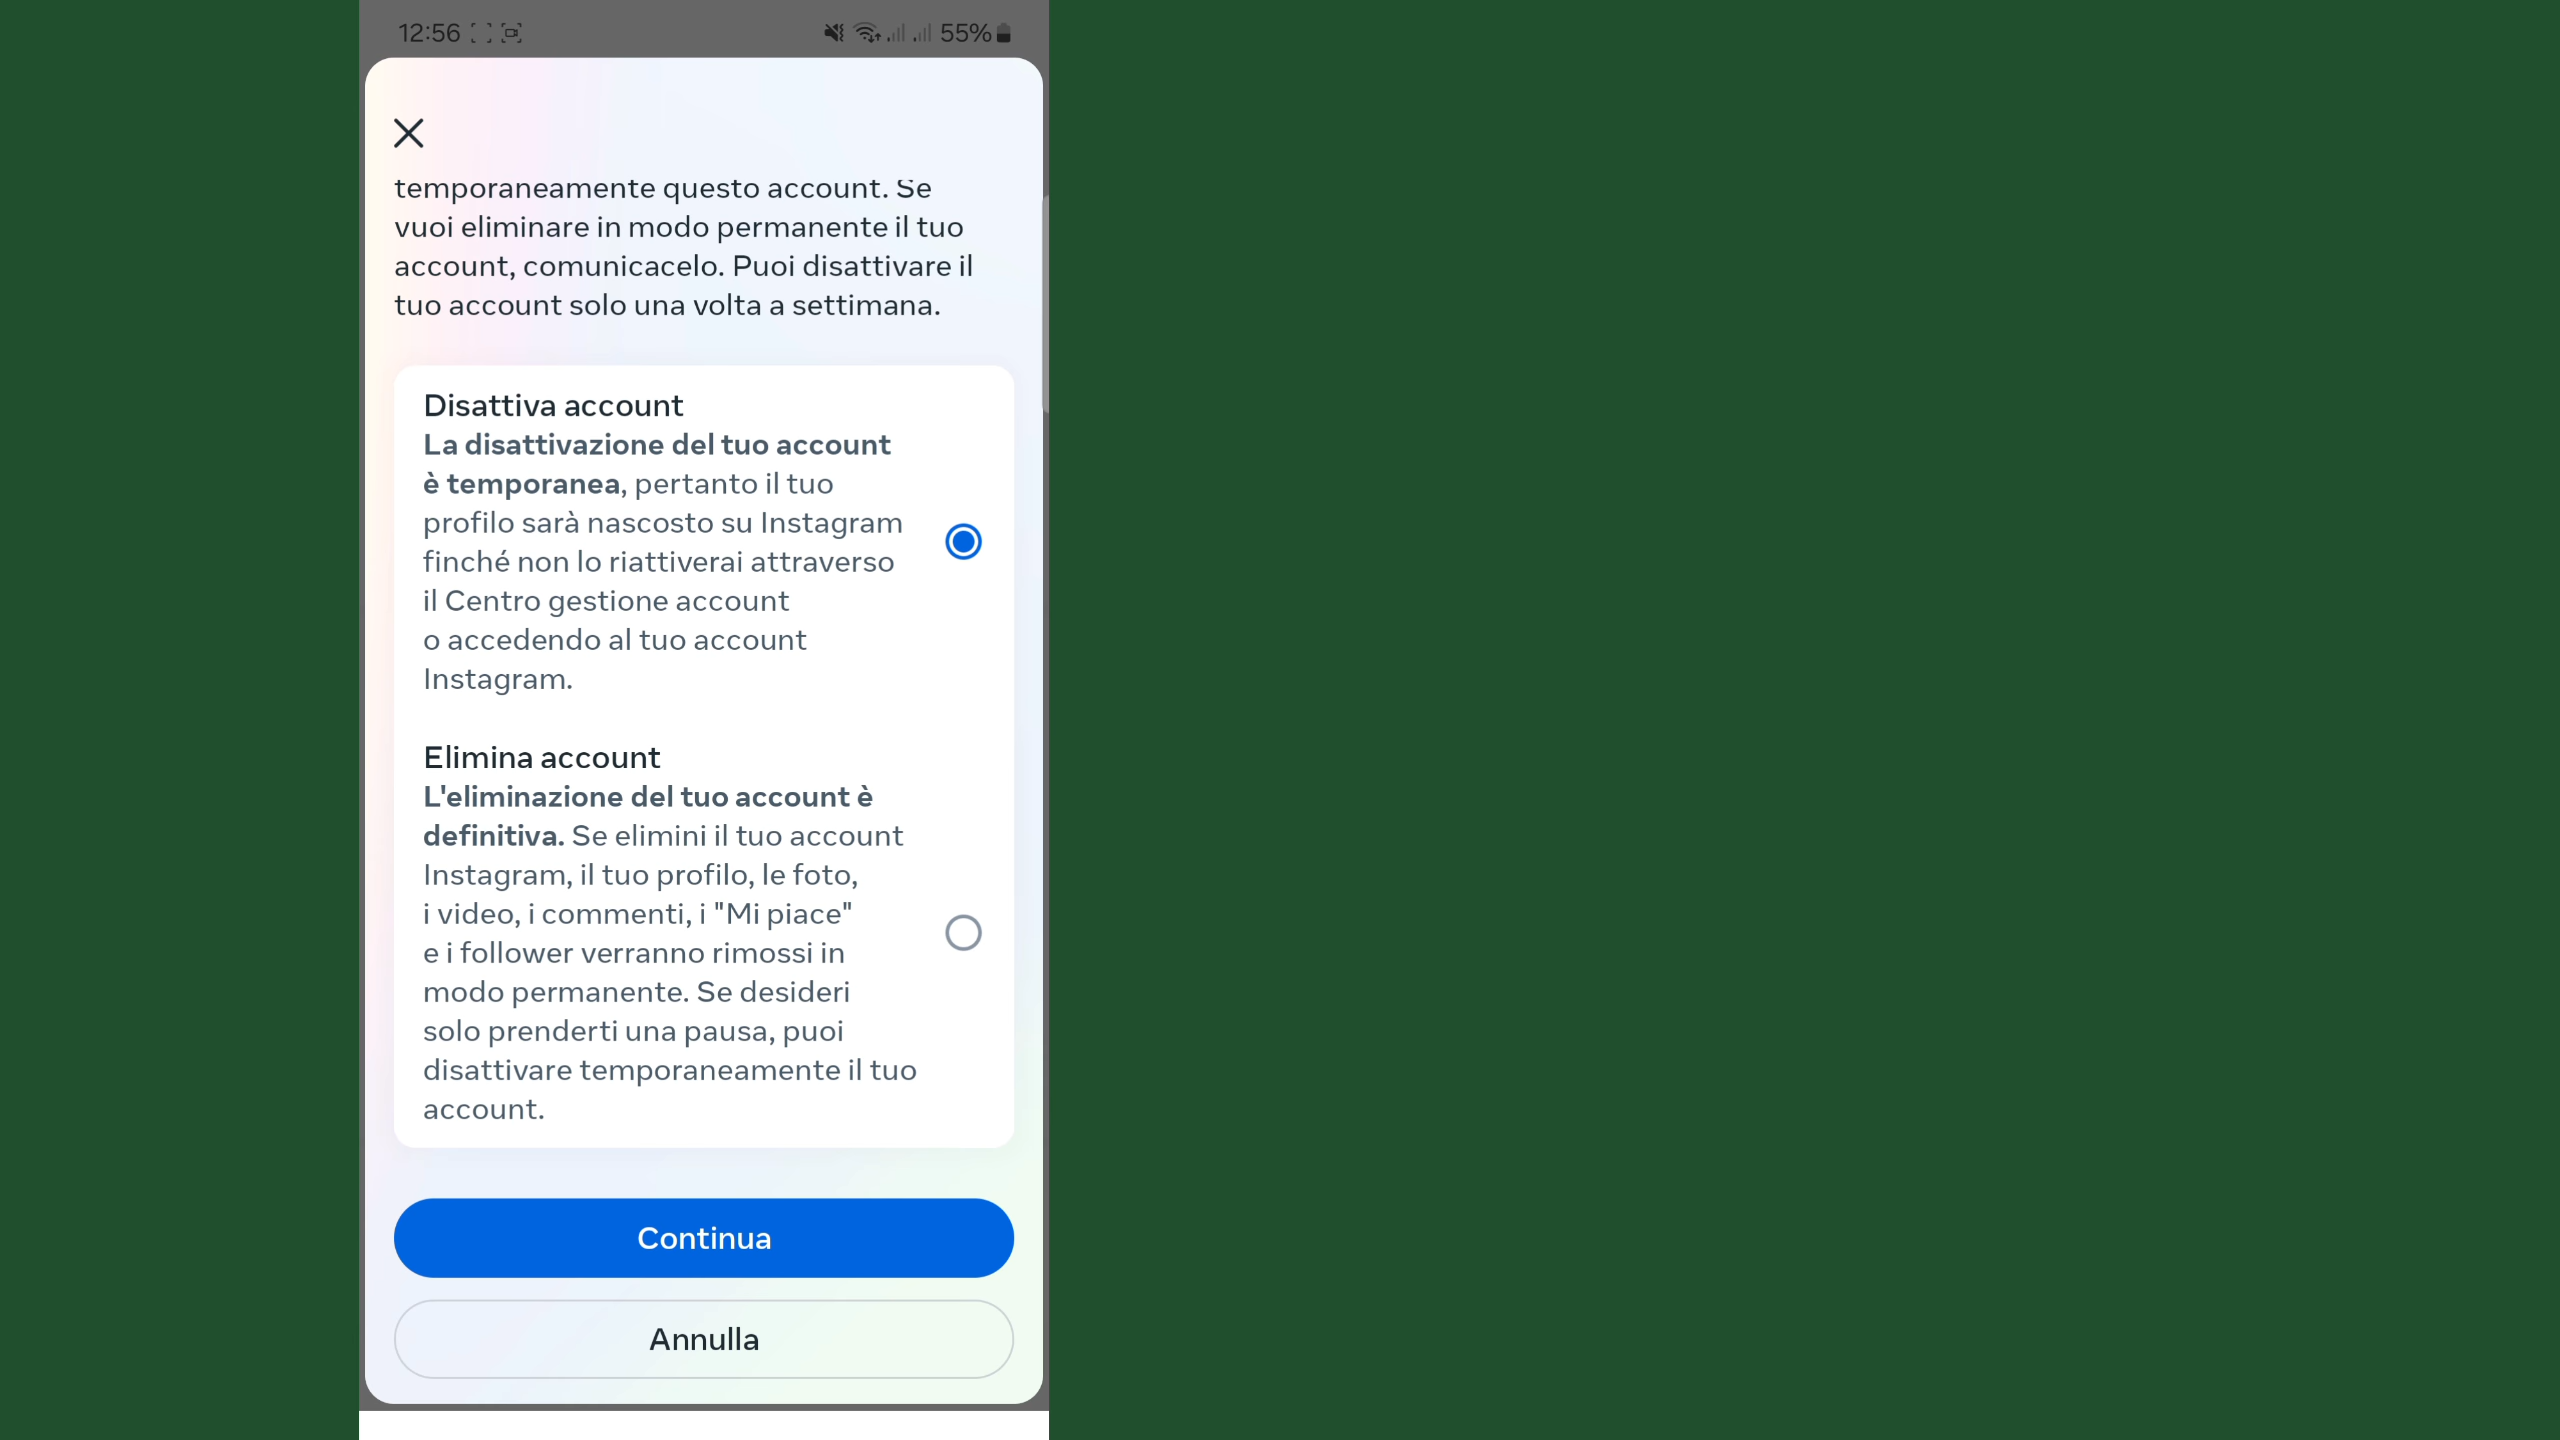 12:56
55%
temporaneamente questo account. Se
vuoi eliminare in modo permanente il tuo
account, comunicacelo. Puoi disattivare il
tuo account solo una volta a settimana.
Disattiva account
La disattivazione del tuo account
è temporanea, pertanto il tuo
profilo sarà nascosto su Instagram
finché non lo riattiverai attraverso
il Centro gestione account
o accedendo al tuo account
Instagram.
Elimina account
L'eliminazione del tuo account è
definitiva. Se elimini il tuo account
Instagram, il tuo profilo, le foto,
i video, i commenti, i "Mi piace"
e i follower verranno rimossi in
modo permanente. Se desideri
solo prenderti una pausa, puoi
disattivare temporaneamente il tuo
account.
Continua
Annulla